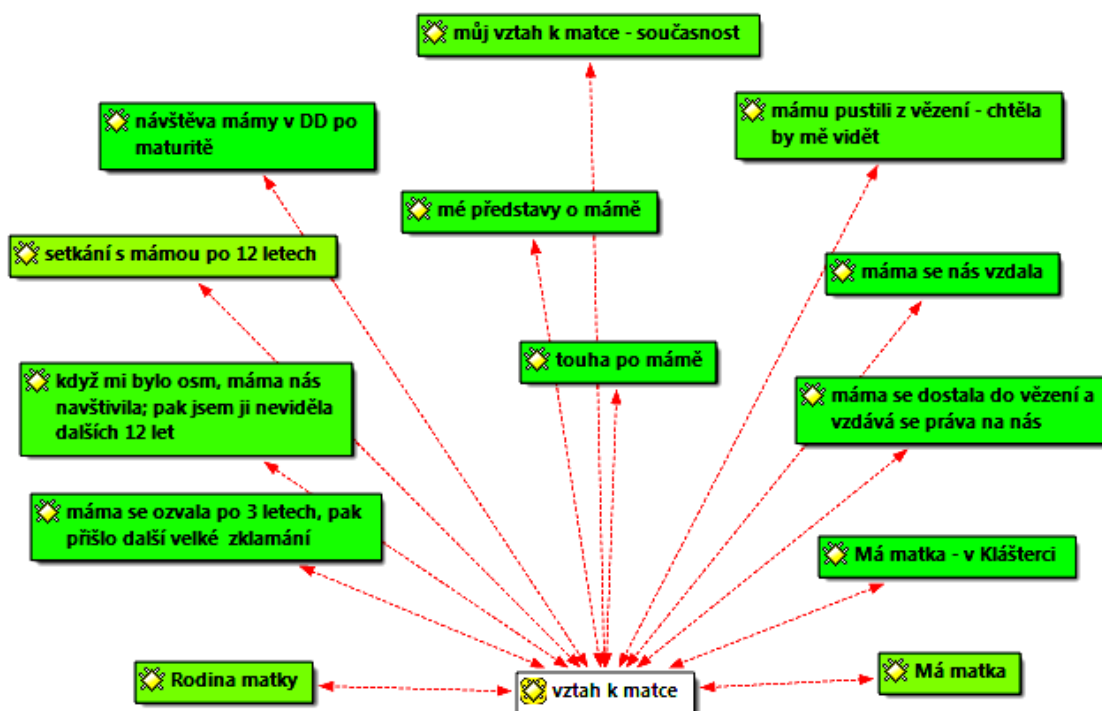 můj vztah k matce - současnost
návštěva mámy v DD po
maturitě
mámu pustili z vězení - chtěla
by mě vidět
mé představy o mámě
setkání s mámou po 12 letech
máma se nás vzdala
touha po mámě
když mi bylo osm, máma nás
navštívila; pak jsem ji neviděla
dalších 12 let
máma se dostala do vězení a
vzdává se práva na nás
máma se ozvala po 3 letech, pak
přišlo další velké zklamání
Má matka - v Klášterci
Rodina matky
vztah k matce
Má matka